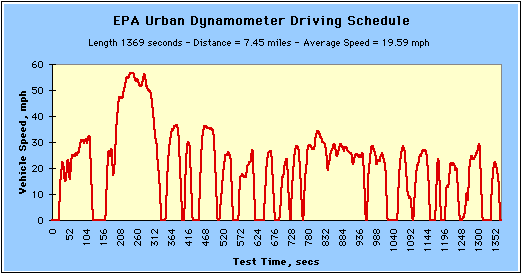 EPA Urban Dynamometer Driving Schedule
Length 1369 seconds - Distance = 7.45 miles - Average Speed = 19.59 mph
60
50
40
30
20
10
0
Vehicle Speed, mph
0 52 104 156 208 260 312 364 416 468 520 572 624 676 728 780 832 884 936 988 1040 1092 1144 1196 1248 1300 1352
Test Time, secs